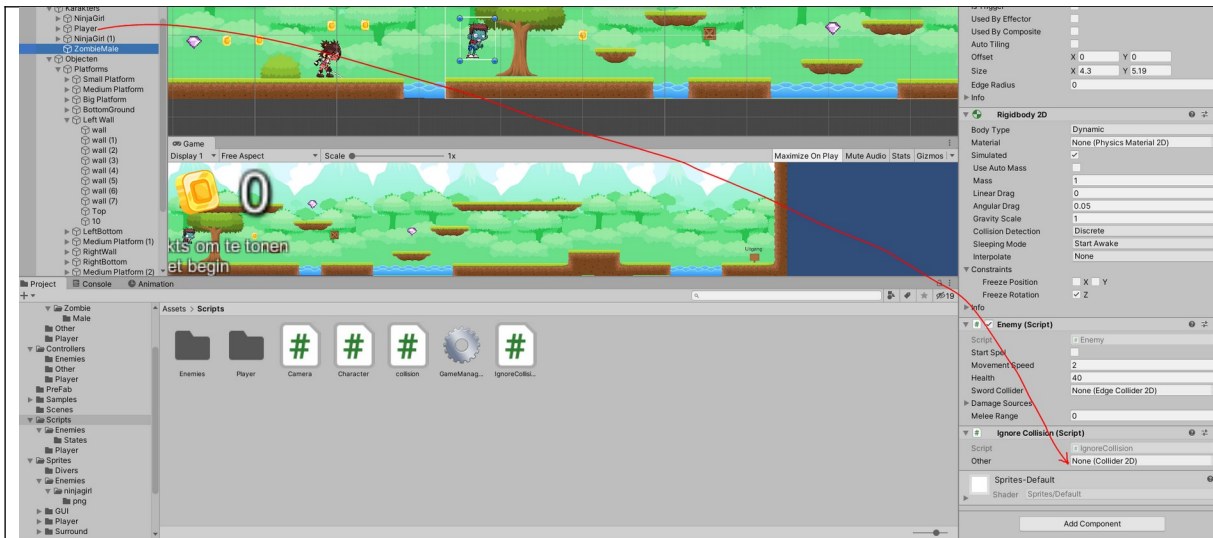 Karakters
NinjaGirl
Player
NinjaGirl (1)
ZombieMale
Objecten
Platforms
Small Platform
Medium Platform
Big Platform
BottomGround
Left Wall
wall
wall (1)
wall (2)
wall (3)
wall (4)
wall (5)
wall (6)
wall (7)
Top
10
LeftBottom
Medium Platform (1)
RightWall
RightBottom
Medium Platform (2)
Game
Display 1 Free Aspect Scale 1x Maximize On Play Mute Audio Stats Gizmos
0
kts om te tonen
et begin
Uitgang
Project Console Animation
19
Zombie
Male
Other
Player
Controllers
Enemies
Other
Player
PreFab
Samples
Scenes
Scripts
Enemies
States
Player
Sprites
Divers
Enemies
ninjagirl
png
GUI
Player
Surround
Assets > Scripts
Enemies Player Camera Character collision GameManag... IgnoreCollisi...
Is Trigger
Used By Effector
Used By Composite
Auto Tiling
Offset X 0 Y 0
Size X 4.3 Y 5.19
Edge Radius 0
Info
Rigidbody 2D
Body Type Dynamic
Material None (Physics Material 2D)
Simulated
Use Auto Mass
Mass 1
Linear Drag 0
Angular Drag 0.05
Gravity Scale 1
Collision Detection Discrete
Sleeping Mode Start Awake
Interpolate None
Constraints
Freeze Position X Y
Freeze Rotation Z
Info
# Enemy (Script)
Script # Enemy
Start Spel
Movement Speed 2
Health 40
Sword Collider None (Edge Collider 2D)
Damage Sources
Melee Range 0
# Ignore Collision (Script)
Script # IgnoreCollision
Other None (Collider 2D)
Sprites-Default
Shader Sprites/Default
Add Component